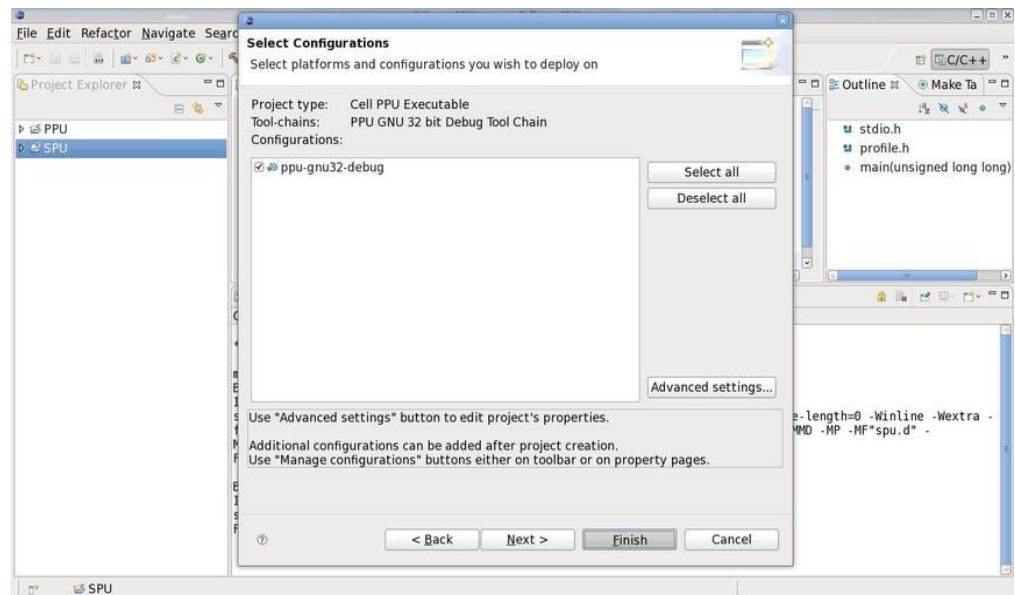 File Edit Refactor Navigate Searc
C/C++
Project Explorer
PPU
SPU
Select Configurations
Select platforms and configurations you wish to deploy on
Project type: Cell PPU Executable
Tool-chains: PPU GNU 32 bit Debug Tool Chain
Configurations:
ppu-gnu32-debug
Select all
Deselect all
Advanced settings...
Use "Advanced settings" button to edit project's properties.
Additional configurations can be added after project creation.
Use "Manage configurations" buttons either on toolbar or on property pages.
< Back Next > Finish Cancel
Outline Make Ta
stdio.h
profile.h
main(unsigned long long)
e-length=0 -Winline -Wextra -
MMD -MP -MF"spu.d" -
SPU